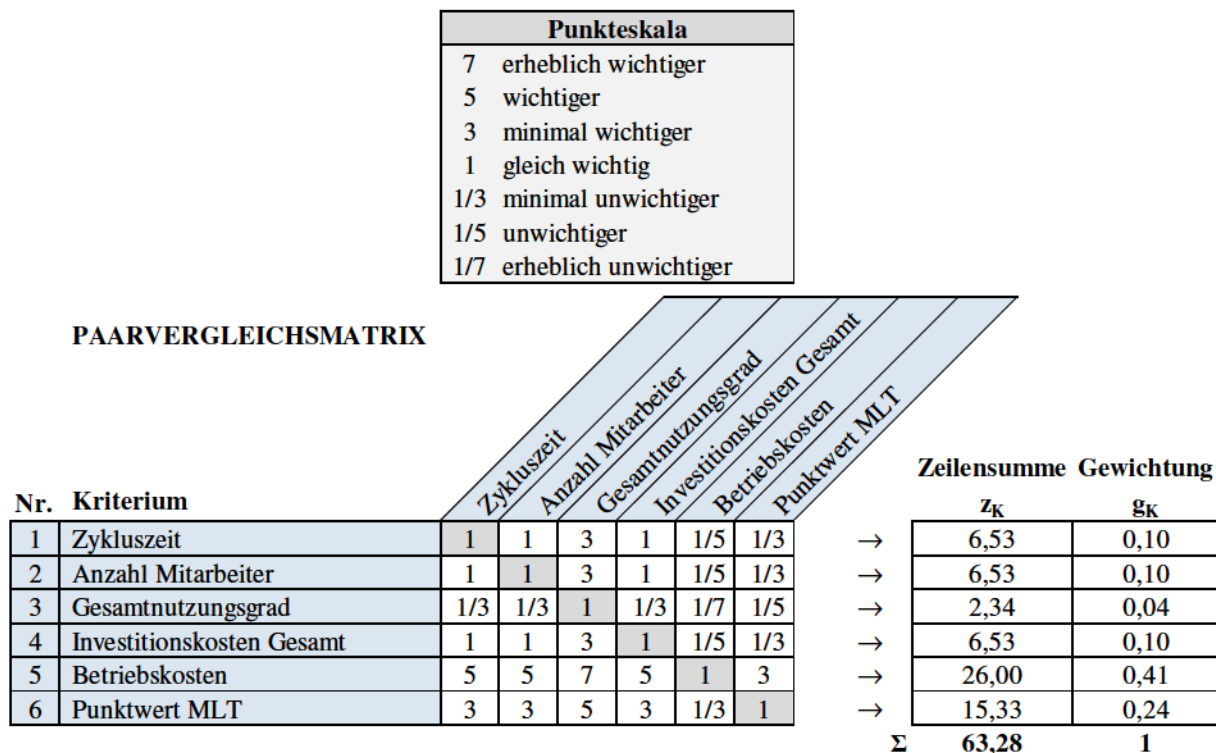 Punkteskala
7 erheblich wichtiger
5 wichtiger
3 minimal wichtiger
1 gleich wichtig
1/3 minimal unwichtiger
1/5 unwichtiger
1/7 erheblich unwichtiger
PAARVERGLEICHSMATRIX
Zykluszeit
Anzahl Mitarbeiter
Gesamtnutzungsgrad
Investitionskosten Gesamt
Betriebskosten
Punktwert MLT
Zeilensumme Gewichtung
Nr. Kriterium zK gK
1 Zykluszeit 1 1 3 1 1/5 1/3 → 6,53 0,10
2 Anzahl Mitarbeiter 1 1 3 1 1/5 1/3 → 6,53 0,10
3 Gesamtnutzungsgrad 1/3 1/3 1 1/3 1/7 1/5 → 2,34 0,04
4 Investitionskosten Gesamt 1 1 3 1 1/5 1/3 → 6,53 0,10
5 Betriebskosten 5 5 7 5 1 3 → 26,00 0,41
6 Punktwert MLT 3 3 5 3 1/3 1 → 15,33 0,24
Σ 63,28 1